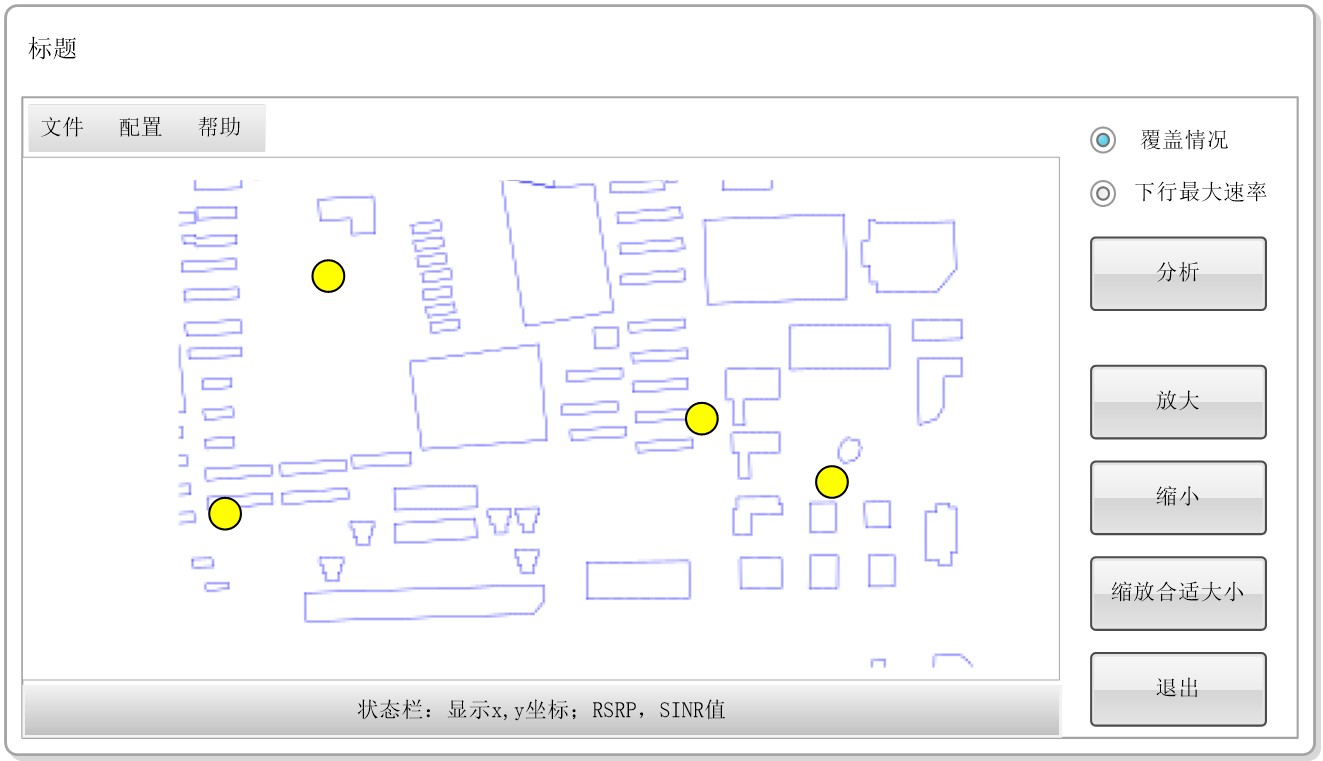 标题
文件 配置 帮助
覆盖情况
下行最大速率
分析
放大
缩小
缩放合适大小
退出
状态栏：显示x,y坐标；RSRP，SINR值